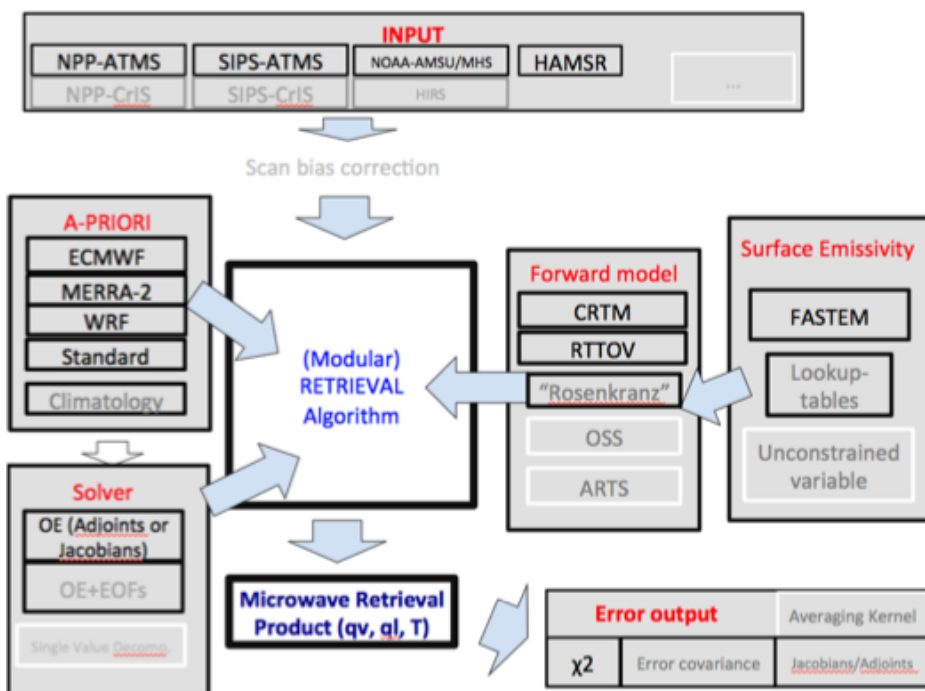 INPUT
NPP-ATMS
SIPS-ATMS
NOAA-AMSU/MHS
HAMSR
NPP-CrIS
SIPS-CrIS
HIRS
...
Scan bias correction
A-PRIORI
ECMWF
MERRA-2
WRF
Standard
Climatology
(Modular)
RETRIEVAL
Algorithm
Forward model
CRTM
RTTOV
“Rosenkranz”
OSS
ARTS
Surface Emissivity
FASTEM
Lookup-
tables
Unconstrained
variable
Solver
OE (Adjoints or
Jacobians)
OE+EOFs
Single Value Decomp.
Microwave Retrieval
Product (qv, ql, T)
Error output
Averaging Kernel
χ2
Error covariance
Jacobians/Adjoints